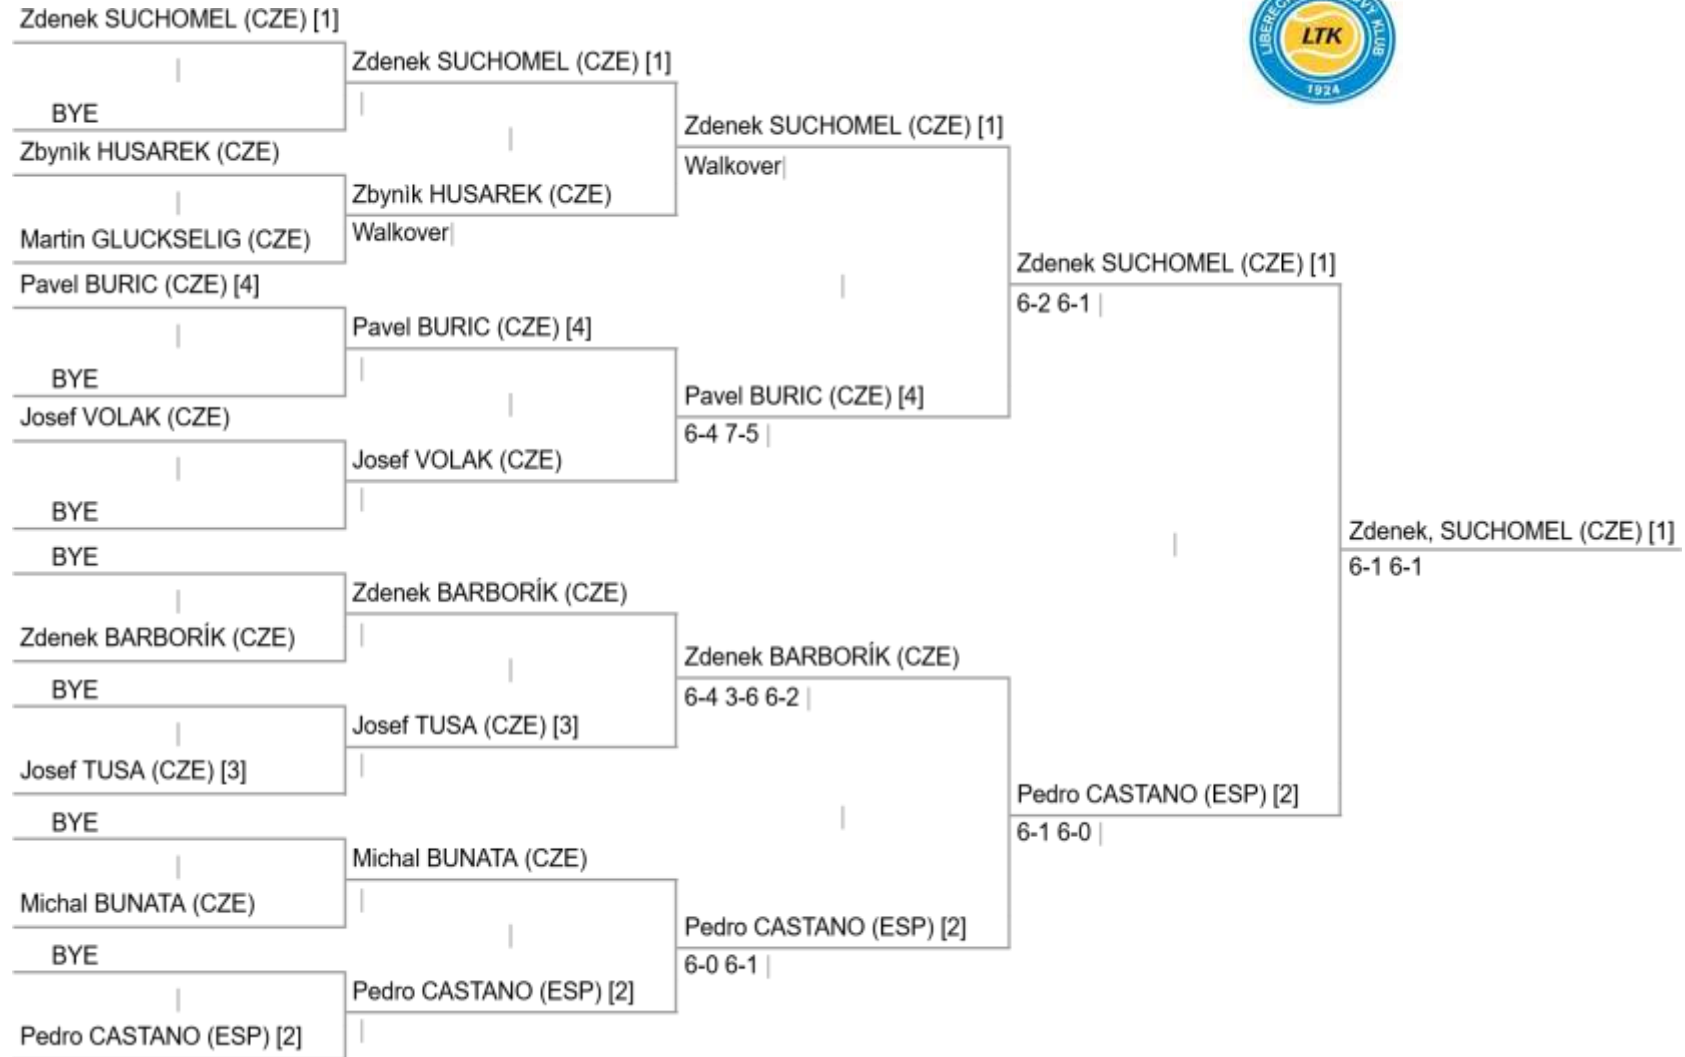 Zdenek SUCHOMEL (CZE) [1]
BYE
Zbynik HUSAREK (CZE)
Martin GLUCKSELIG (CZE)
Pavel BURIC (CZE) [4]
BYE
Josef VOLAK (CZE)
BYE
BYE
Zdenek BARBORÍK (CZE)
BYE
Josef TUSA (CZE) [3]
BYE
Michal BUNATA (CZE)
BYE
Pedro CASTANO (ESP) [2]
Zdenek SUCHOMEL (CZE) [1]
Zbynik HUSAREK (CZE)
Walkover
Pavel BURIC (CZE) [4]
Josef VOLAK (CZE)
Zdenek BARBORÍK (CZE)
Josef TUSA (CZE) [3]
Michal BUNATA (CZE)
Pedro CASTANO (ESP) [2]
Zdenek SUCHOMEL (CZE) [1]
Walkover
Pavel BURIC (CZE) [4]
6-4 7-5
Zdenek BARBORÍK (CZE)
6-4 3-6 6-2
Pedro CASTANO (ESP) [2]
6-0 6-1
Zdenek SUCHOMEL (CZE) [1]
6-2 6-1
Pedro CASTANO (ESP) [2]
6-1 6-0
Zdenek, SUCHOMEL (CZE) [1]
6-1 6-1
LTK
KLUB
1924